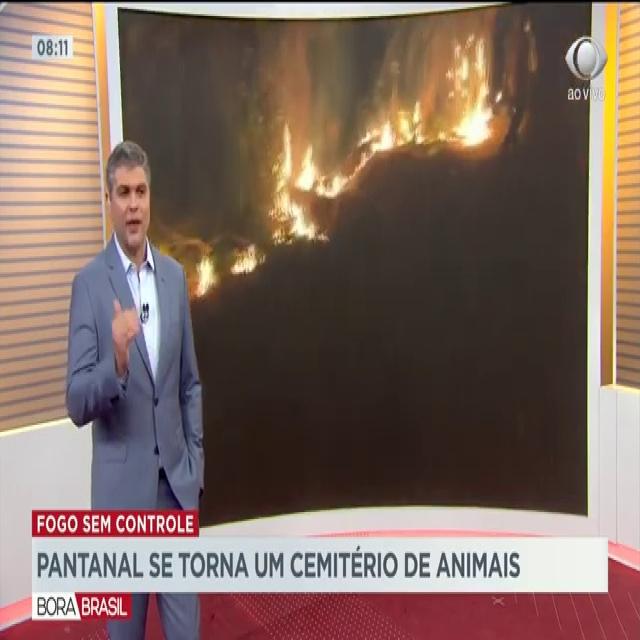 08:11
ao vivo
FOGO SEM CONTROLE
PANTANAL SE TORNA UM CEMITÉRIO DE ANIMAIS
BORA BRASIL